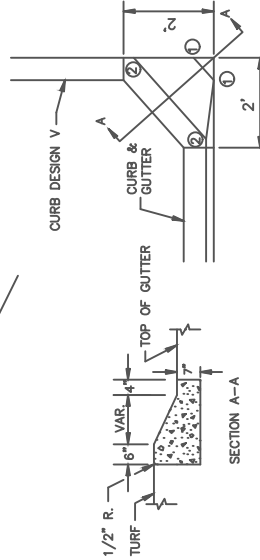 CURB DESIGN V
2'
A
A
1
1
2
2
2'
CURB &
GUTTER
TOP OF GUTTER
1/2" R.
TURF
6"
VAR.
4"
7"
SECTION A-A